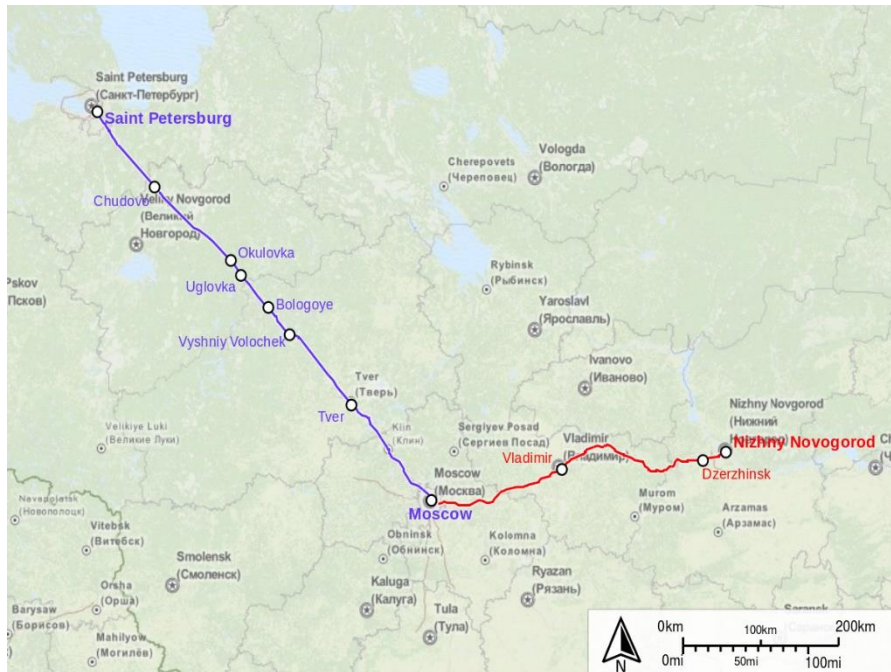 Saint Petersburg
(Санкт-Петербург)
Saint Petersburg
Chudovo
Veliky Novgorod
(Великий
Новгород)
Cherepovets
(Череповец)
Vologda
(Вологда)
Okulovka
Uglovka
Bologoye
Vyshniy Volochek
Pskov
(Псков)
Rybinsk
(Рыбинск)
Yaroslavl
(Ярославль)
Ivanovo
(Иваново)
Tver
(Тверь)
Tver
Klin
(Клин)
Velikiye Luki
(Великие Луки)
Sergiyev Posad
(Сергиев Посад)
Vladimir
(Владимир)
Vladimir
Nizhny Novgorod
(Нижний
Nizhny Novogorod
Dzerzhinsk
Moscow
(Москва)
Moscow
Murom
(Муром)
Arzamas
(Арзамас)
Navapolatsk
(Новополоцк)
Vitebsk
(Витебск)
Obninsk
(Обнинск)
Kolomna
(Коломна)
Smolensk
(Смоленск)
Kaluga
(Калуга)
Ryazan
(Рязань)
Orsha
(Орша)
Barysaw
(Борисов)
Tula
(Тула)
Mahilyow
(Могилёв)
Saransk
0km
100km
200km
0mi
50mi
100mi
N